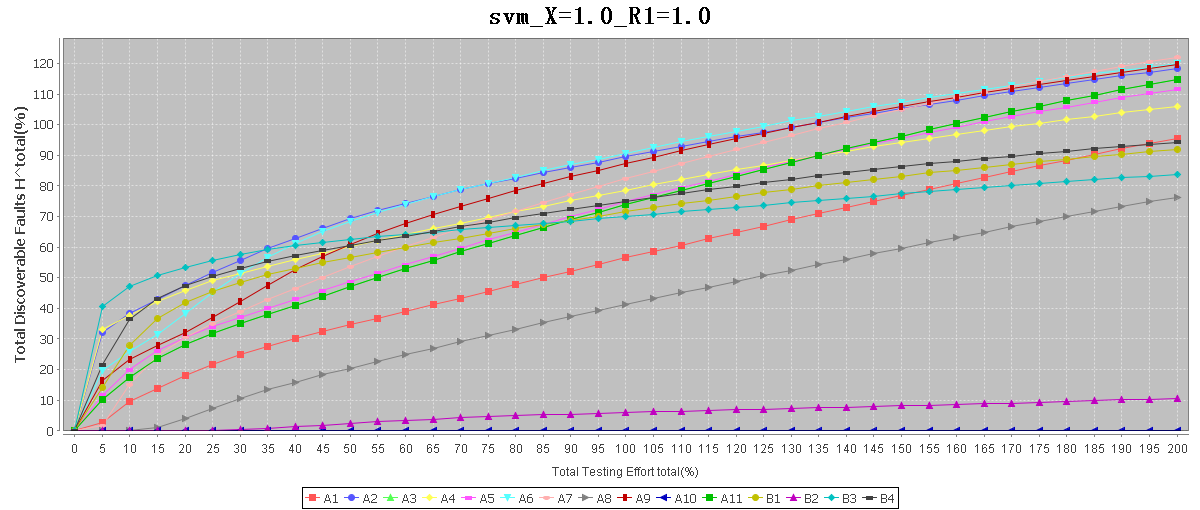 svm_X=1.0_R1=1.0
Total Discoverable Faults H^total(%)
120
110
100
90
80
70
60
50
40
30
20
10
0
0 5 10 15 20 25 30 35 40 45 50 55 60 65 70 75 80 85 90 95 100 105 110 115 120 125 130 135 140 145 150 155 160 165 170 175 180 185 190 195 200
Total Testing Effort total(%)
A1 A2 A3 A4 A5 A6 A7 A8 A9 A10 A11 B1 B2 B3 B4